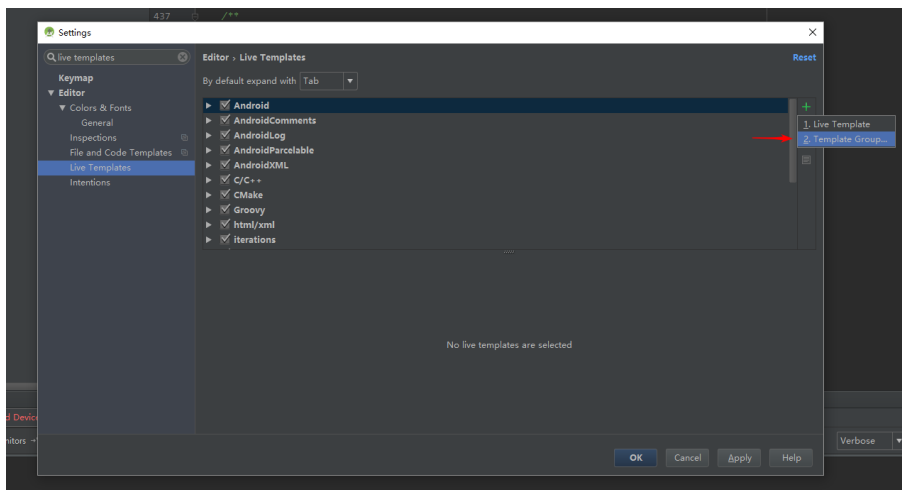 437 /**
Settings
live templates
Keymap
Editor
Colors & Fonts
General
Inspections
File and Code Templates
Live Templates
Intentions
Editor › Live Templates
Reset
By default expand with Tab
Android
AndroidComments
AndroidLog
AndroidParcelable
AndroidXML
C/C++
CMake
Groovy
html/xml
iterations
1. Live Template
2. Template Group...
No live templates are selected
d Device
nitors
Verbose
OK Cancel Apply Help